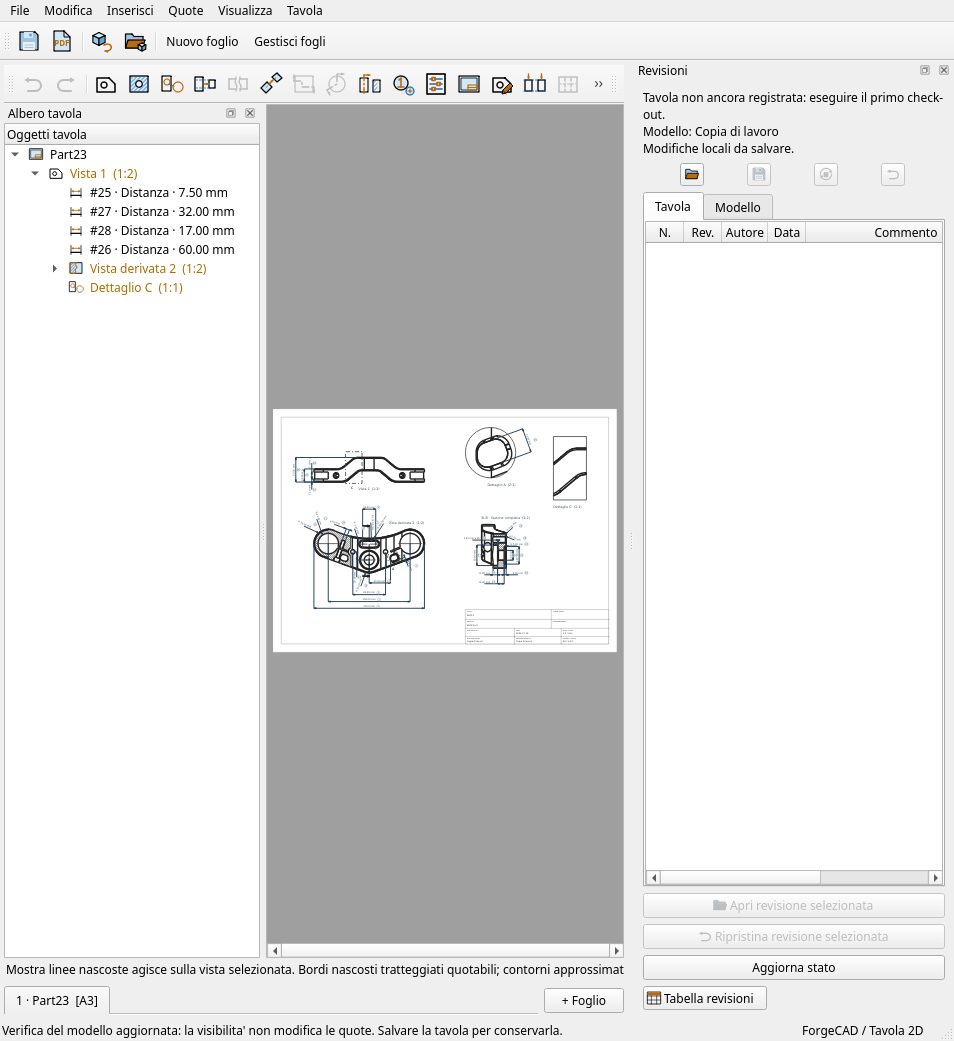 File Modifica Inserisci Quote Visualizza Tavola
PDF Nuovo foglio Gestisci fogli
Revisioni
1 ››
Tavola non ancora registrata: eseguire il primo check-
out.
Modello: Copia di lavoro
Modifiche locali da salvare.
Albero tavola
Oggetti tavola
Part23
Vista 1 (1:2)
#25 · Distanza · 7.50 mm
#27 · Distanza · 32.00 mm
#28 · Distanza · 17.00 mm
#26 · Distanza · 60.00 mm
Vista derivata 2 (1:2)
Dettaglio C (1:1)
Tavola Modello
N. Rev. Autore Data Commento
Apri revisione selezionata
Ripristina revisione selezionata
Aggiorna stato
Tabella revisioni
Mostra linee nascoste agisce sulla vista selezionata. Bordi nascosti tratteggiati quotabili; contorni approssimat
1 · Part23 [A3] + Foglio
Verifica del modello aggiornata: la visibilita' non modifica le quote. Salvare la tavola per conservarla. ForgeCAD / Tavola 2D